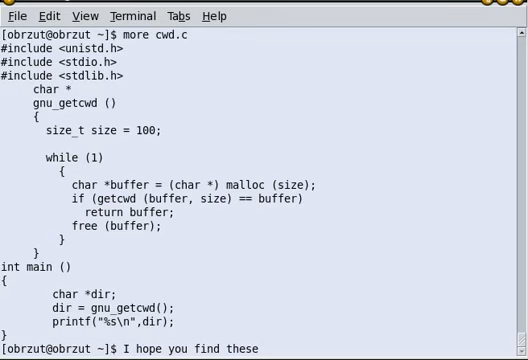 File Edit View Terminal Tabs Help
[obrzut@obrzut ~]$ more cwd.c
#include <unistd.h>
#include <stdio.h>
#include <stdlib.h>
     char *
     gnu_getcwd ()
     {
       size_t size = 100;

       while (1)
         {
           char *buffer = (char *) malloc (size);
           if (getcwd (buffer, size) == buffer)
             return buffer;
           free (buffer);
         }
     }
int main ()
{
        char *dir;
        dir = gnu_getcwd();
        printf("%s\n",dir);
}
[obrzut@obrzut ~]$ I hope you find these